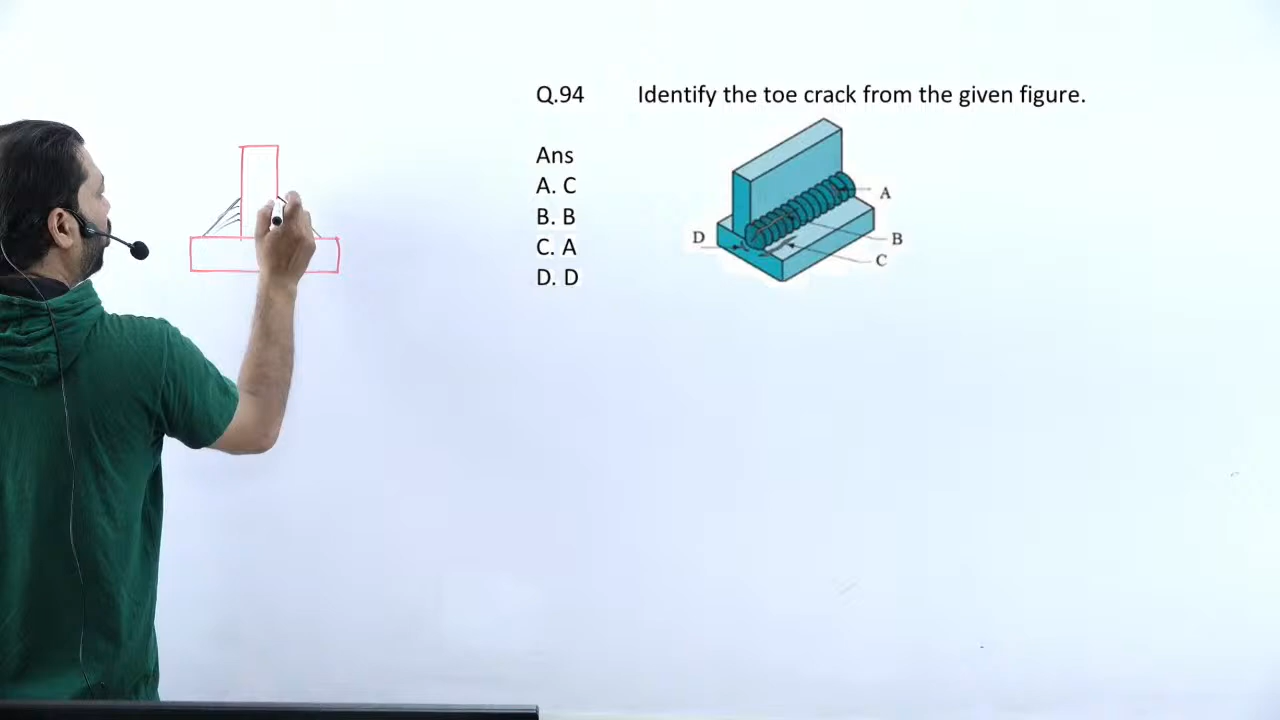 Q.94 Identify the toe crack from the given figure.
Ans
A. C
B. B
C. A
D. D
A
B
C
D